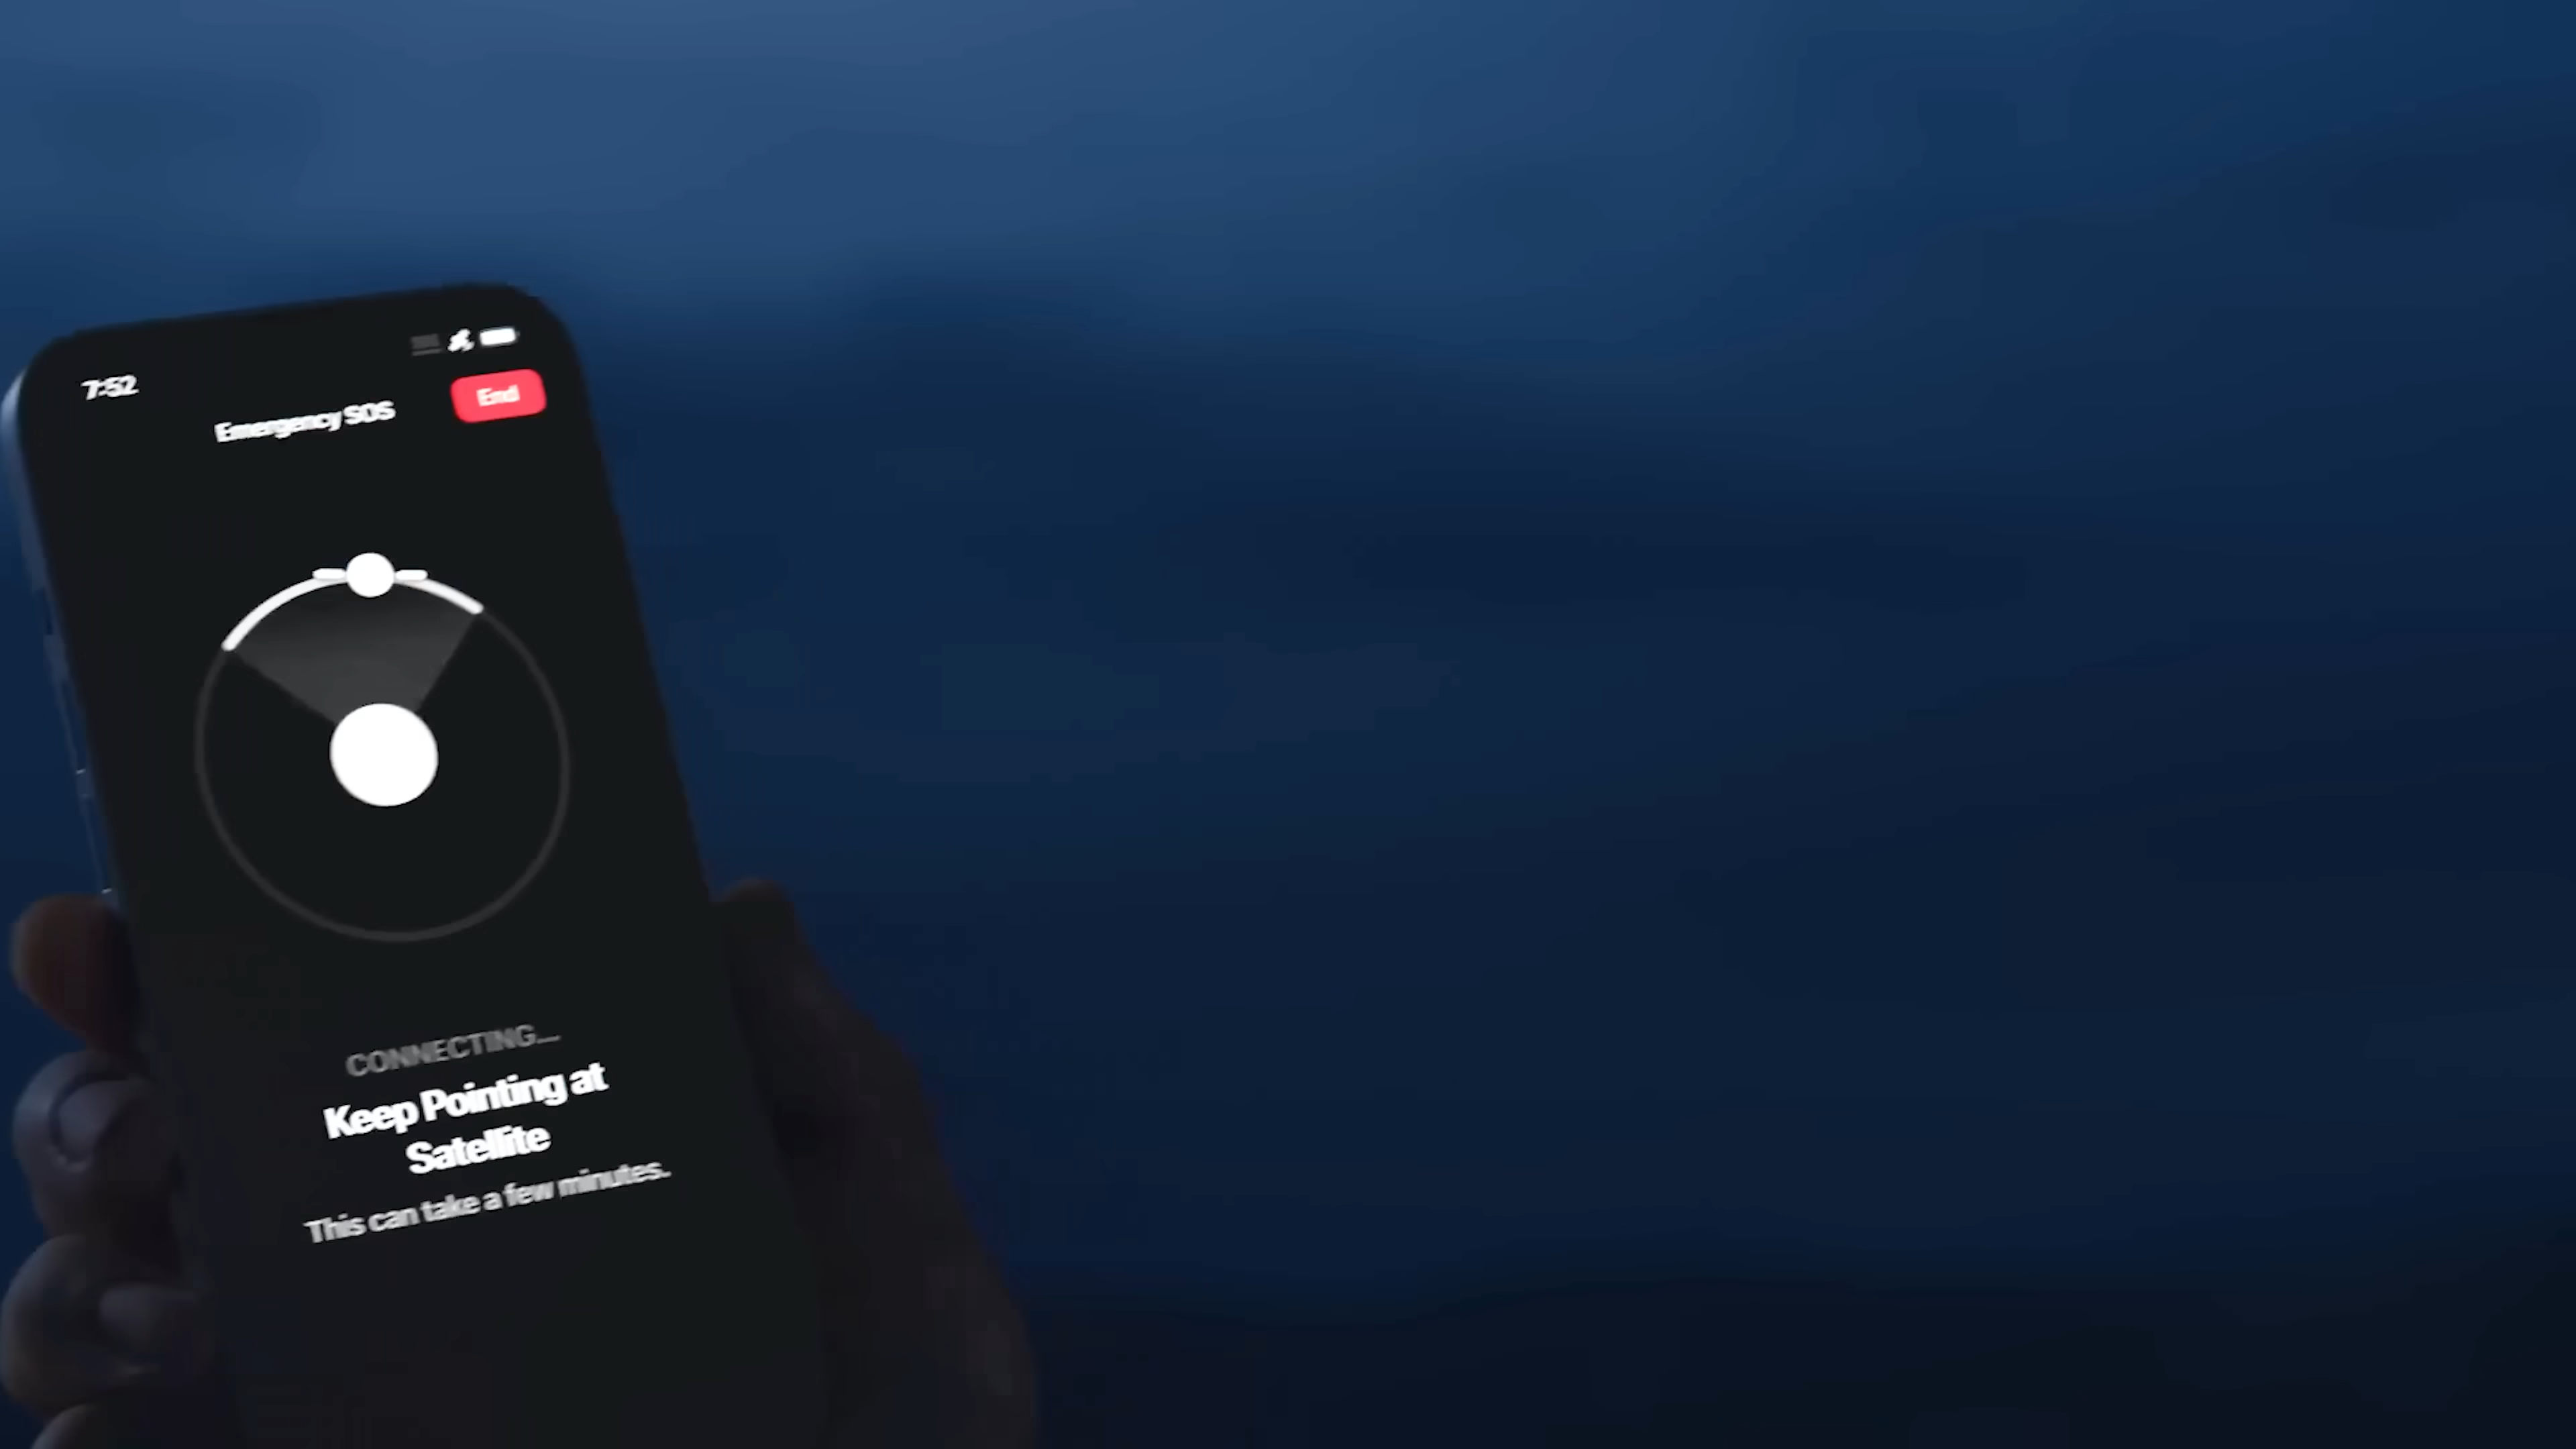 7:52
Emergency SOS
End
CONNECTING...
Keep Pointing at
Satellite
This can take a few minutes.